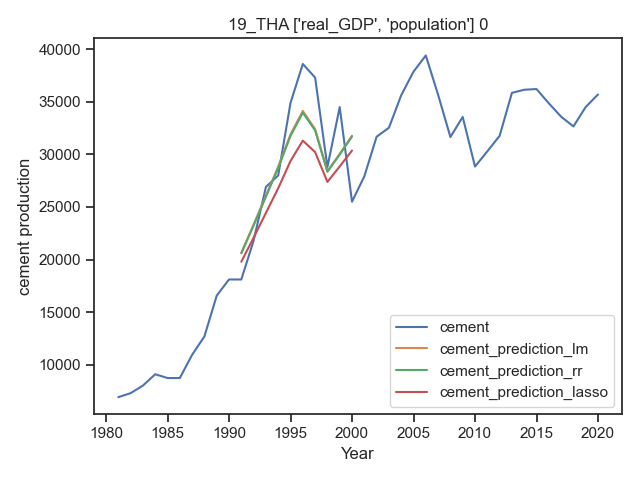 19_THA ['real_GDP', 'population'] 0
cement production
40000
35000
30000
25000
20000
15000
10000
1980
1985
1990
1995
2000
2005
2010
2015
2020
Year
cement
cement_prediction_lm
cement_prediction_rr
cement_prediction_lasso